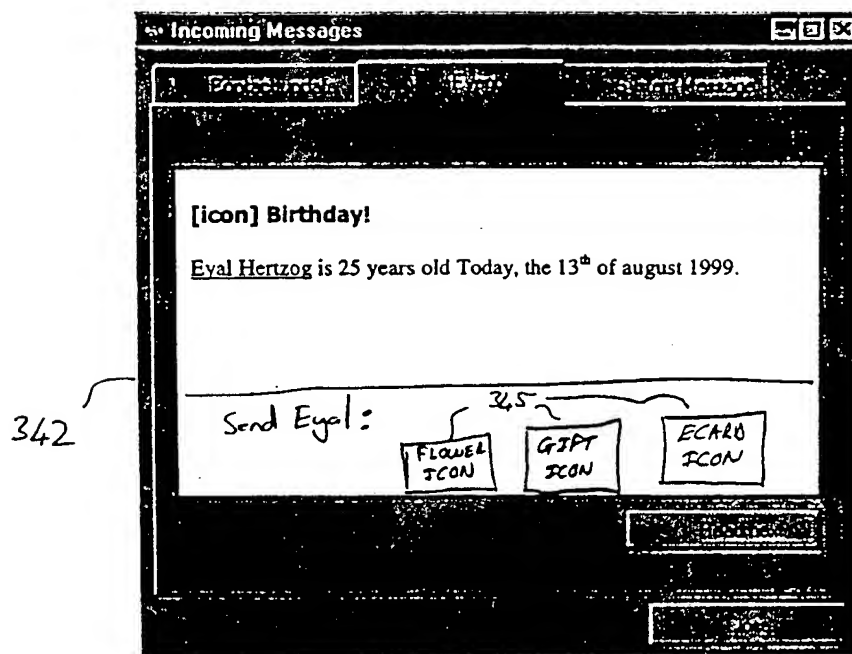 Incoming Messages
[icon] Birthday!
Eyal Hertzog is 25 years old Today, the 13th of august 1999.
342
Send Eyal:
345
FLOWER ICON
GIFT ICON
ECARD ICON